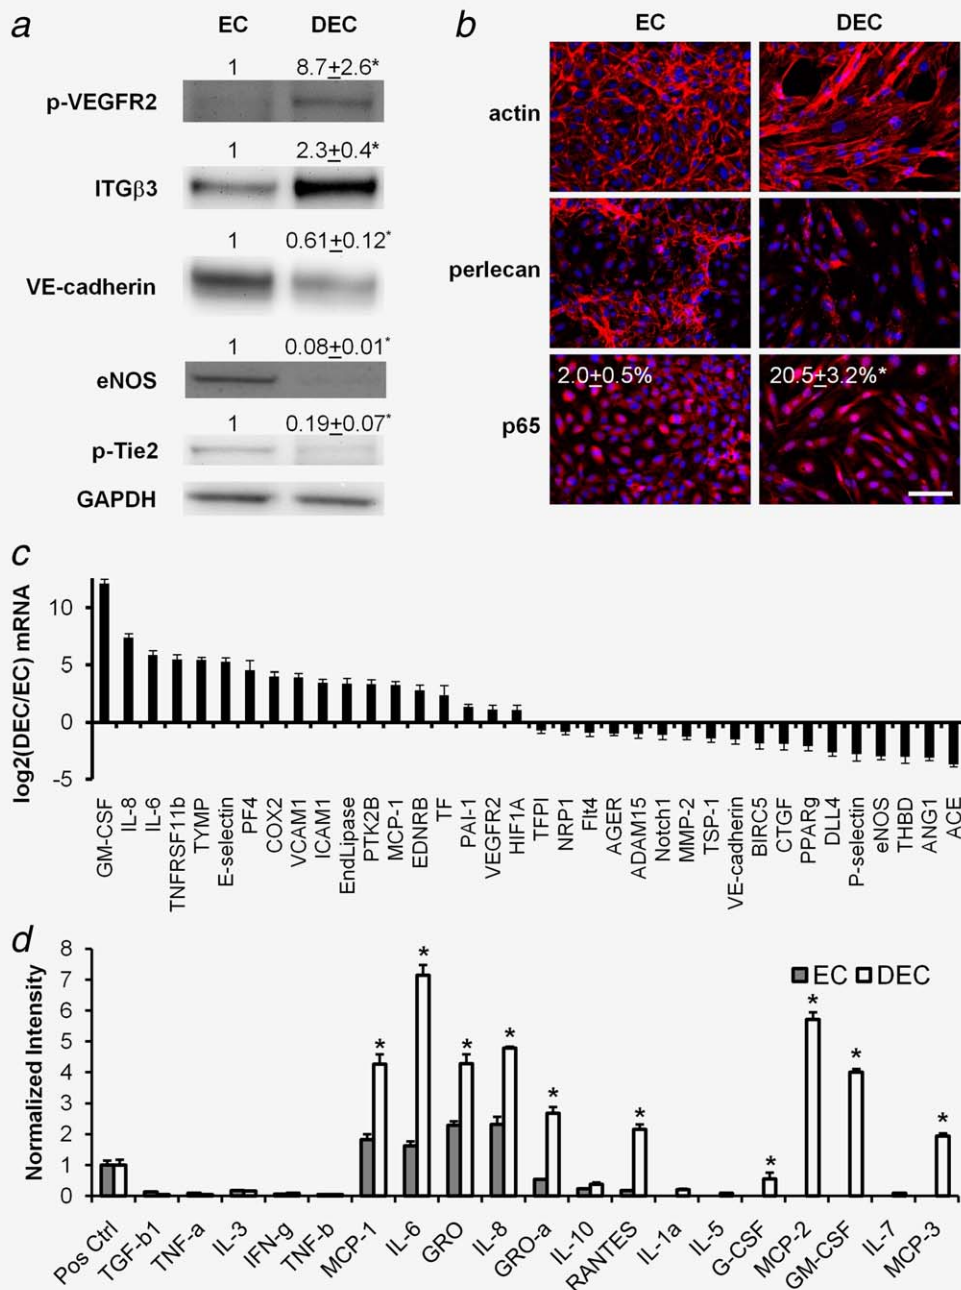 a
EC DEC
1 8.7±2.6*
p-VEGFR2
1 2.3±0.4*
ITGβ3
1 0.61±0.12*
VE-cadherin
1 0.08±0.01*
eNOS
1 0.19±0.07*
p-Tie2
GAPDH
b
EC DEC
actin
perlecan
2.0±0.5% 20.5±3.2%*
p65
c
log2(DEC/EC) mRNA
10
5
0
-5
GM-CSF
IL-8
IL-6
TNFRSF11b
TYMP
E-selectin
PF4
COX2
VCAM1
ICAM1
EndLipase
PTK2B
MCP-1
EDNRB
TF
PAI-1
VEGFR2
HIF1A
TFPI
NRP1
Flt4
AGER
ADAM15
Notch1
MMP-2
TSP-1
VE-cadherin
BIRC5
CTGF
PPARg
DLL4
P-selectin
eNOS
THBD
ANG1
ACE
d
Normalized Intensity
8
7
6
5
4
3
2
1
0
EC DEC
* * * * * * * * * *
Pos Ctrl
TGF-b1
TNF-a
IL-3
IFN-g
TNF-b
MCP-1
IL-6
GRO
IL-8
GRO-a
IL-10
RANTES
IL-1a
IL-5
G-CSF
MCP-2
GM-CSF
IL-7
MCP-3